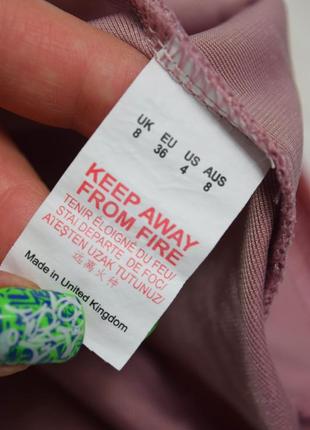 UK EU US AUS
8 36 4 8
KEEP AWAY
FROM FIRE
TENIR ÉLOIGNÉ DU FEU/
STAI DEPARTE DE FOC/
ATEŞTEN UZAK TUTUNUZ/
远离火种
Made in United Kingdom